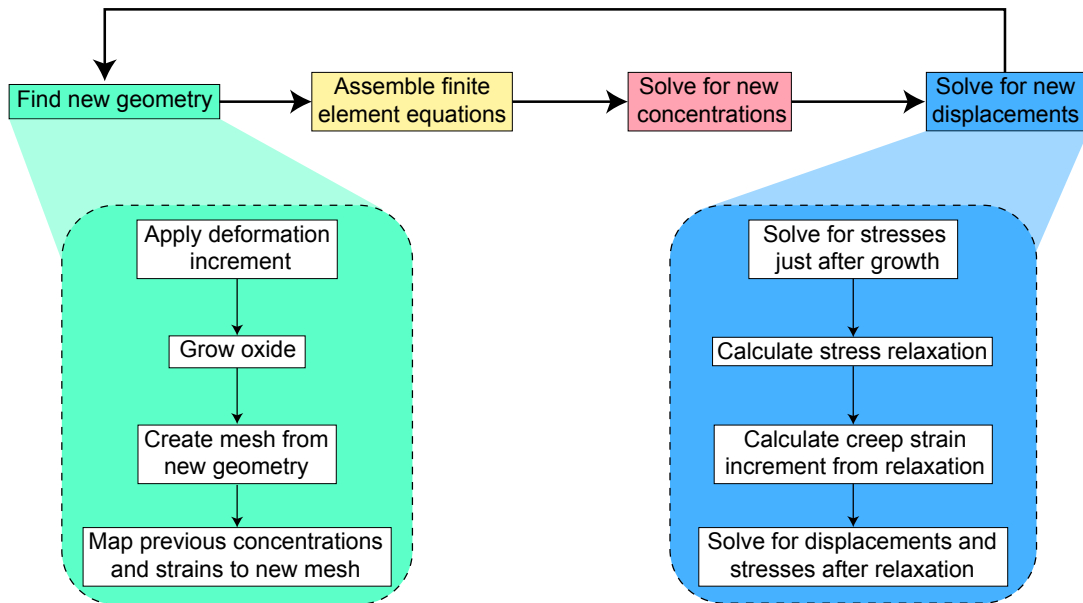 Find new geometry
Assemble finite
element equations
Solve for new
concentrations
Solve for new
displacements
Apply deformation
increment
Grow oxide
Create mesh from
new geometry
Map previous concentrations
and strains to new mesh
Solve for stresses
just after growth
Calculate stress relaxation
Calculate creep strain
increment from relaxation
Solve for displacements and
stresses after relaxation